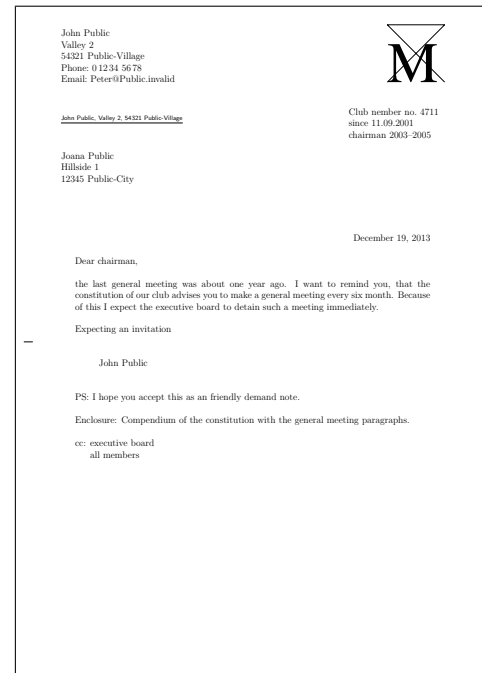 John Public
Valley 2
54321 Public-Village
Phone: 0 12 34 56 78
Email: Peter@Public.invalid
M
John Public, Valley 2, 54321 Public-Village
Club nember no. 4711
since 11.09.2001
chairman 2003–2005
Joana Public
Hillside 1
12345 Public-City
December 19, 2013
Dear chairman,
the last general meeting was about one year ago. I want to remind you, that the
constitution of our club advises you to make a general meeting every six month. Because
of this I expect the executive board to detain such a meeting immediately.
Expecting an invitation
John Public
PS: I hope you accept this as an friendly demand note.
Enclosure: Compendium of the constitution with the general meeting paragraphs.
cc: executive board
all members